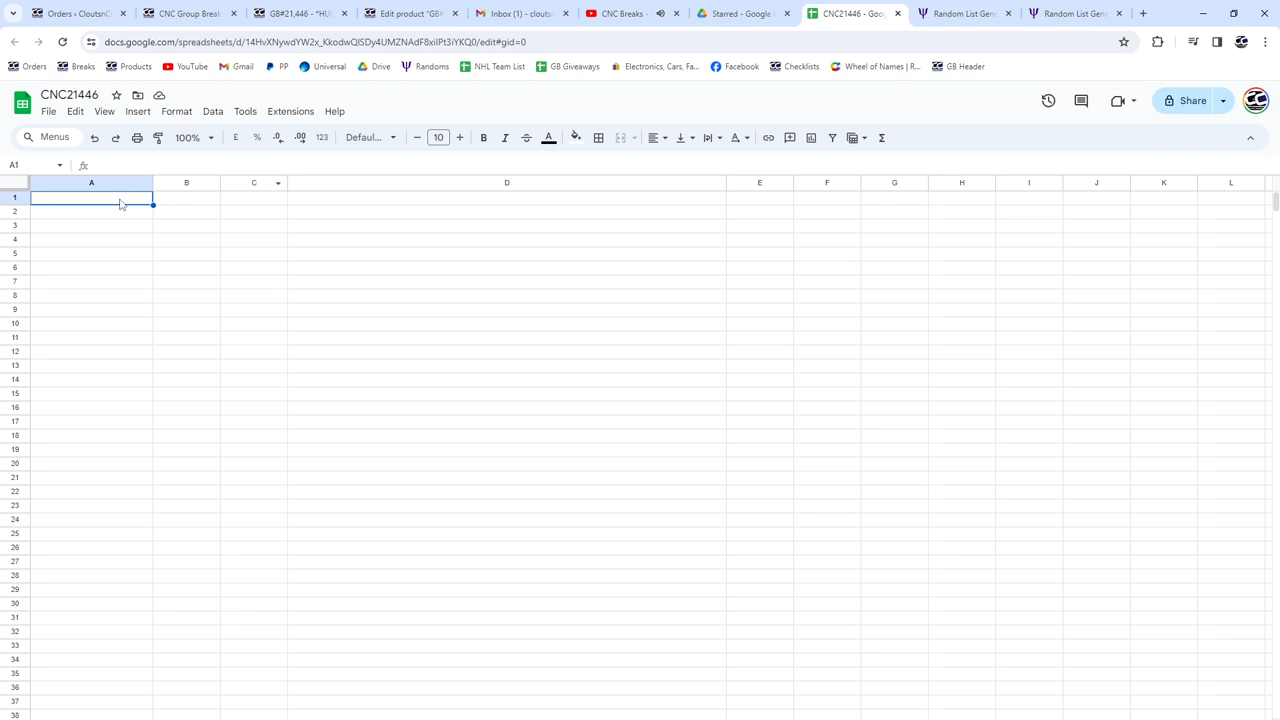 Orders ‹ Clouts
CNC Group Break
GB#21,446 - *HU
Edit product "GB
Inbox (1) - clouts
CNC Breaks -
Starred - Google
CNC21446 - Goo
Random List Gene
Random List Gene
docs.google.com/spreadsheets/d/14HvXNywdYW2x_KkodwQlSDy4UMZNAdF8xilPt3iYKQ0/edit#gid=0
Orders
Breaks
Products
YouTube
Gmail
PP
Universal
Drive
Randoms
NHL Team List
GB Giveaways
Electronics, Cars, Fa...
Facebook
Checklists
Wheel of Names | R...
GB Header
CNC21446
File Edit View Insert Format Data Tools Extensions Help
Share
Menus 100% £ % .0 .00 123 Defaul... 10 B I A Σ
A1 fx
A B C D E F G H I J K L
1
2
3
4
5
6
7
8
9
10
11
12
13
14
15
16
17
18
19
20
21
22
23
24
25
26
27
28
29
30
31
32
33
34
35
36
37
38